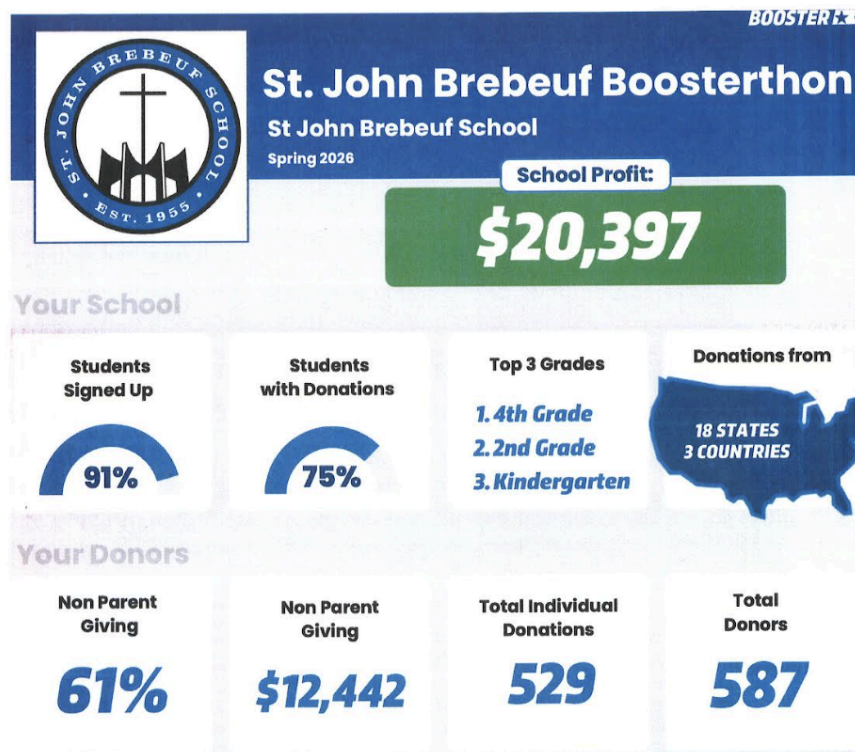 BOOSTER
ST. JOHN BREBEUF SCHOOL
EST. 1955
St. John Brebeuf Boosterthon
St John Brebeuf School
Spring 2026
School Profit:
$20,397
Your School
Students
Signed Up
91%
Students
with Donations
75%
Top 3 Grades
1. 4th Grade
2. 2nd Grade
3. Kindergarten
Donations from
18 STATES
3 COUNTRIES
Your Donors
Non Parent
Giving
61%
Non Parent
Giving
$12,442
Total Individual
Donations
529
Total
Donors
587